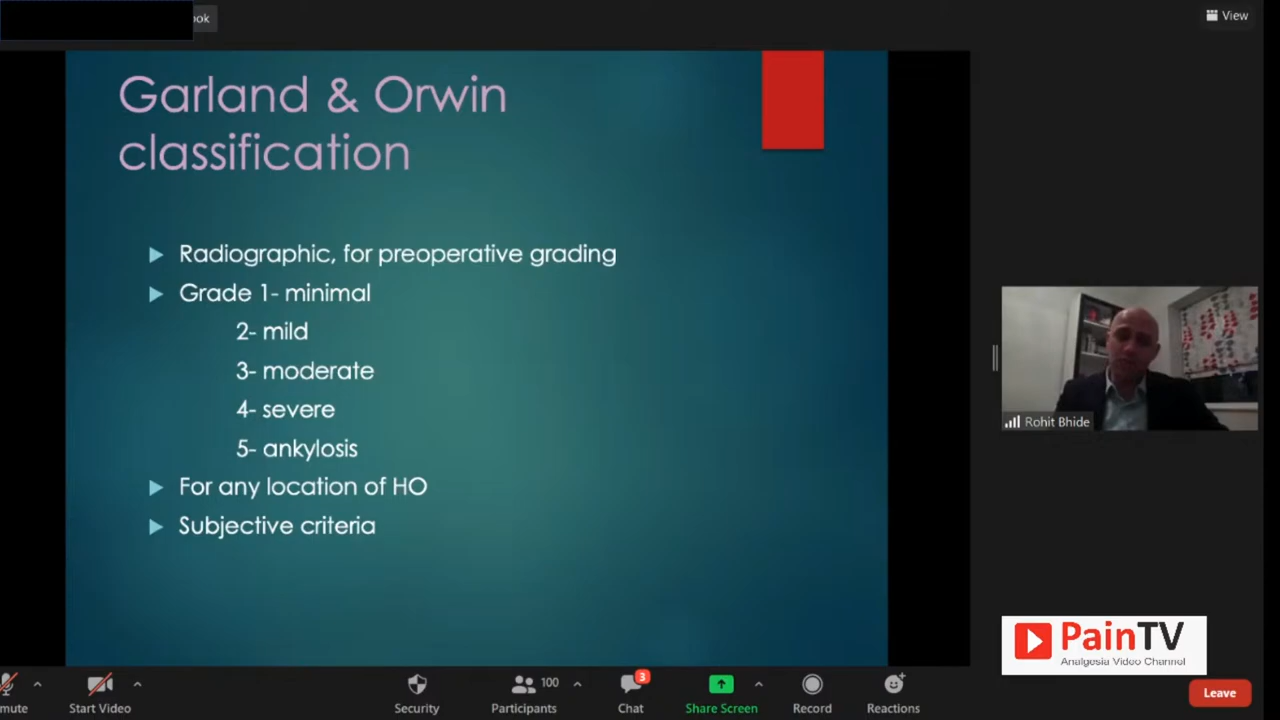 ook
View
Garland & Orwin
classification
Radiographic, for preoperative grading
Grade 1- minimal
2- mild
3- moderate
4- severe
5- ankylosis
For any location of HO
Subjective criteria
Rohit Bhide
PainTV
Analgesia Video Channel
mute
Start Video
Security
Participants
100
Chat
3
Share Screen
Record
Reactions
Leave